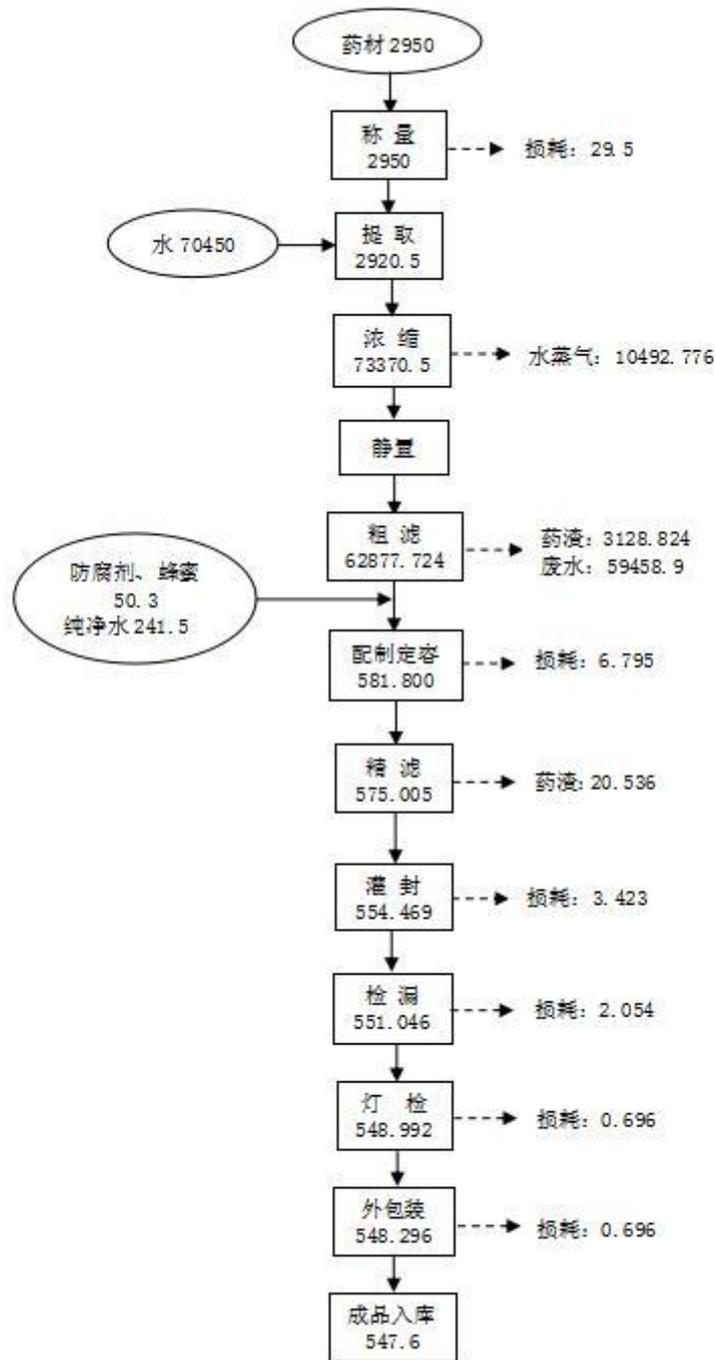 药材 2950
称 量
2950
损耗：29.5
水 70450
提 取
2920.5
浓 缩
73370.5
水蒸气：10492.776
静置
粗 滤
62877.724
药渣：3128.824
废水：59458.9
防腐剂、蜂蜜
50.3
纯净水 241.5
配制定容
581.800
损耗：6.795
精 滤
575.005
药渣：20.536
灌 封
554.469
损耗：3.423
检 漏
551.046
损耗：2.054
灯 检
548.992
损耗：0.696
外包装
548.296
损耗：0.696
成品入库
547.6